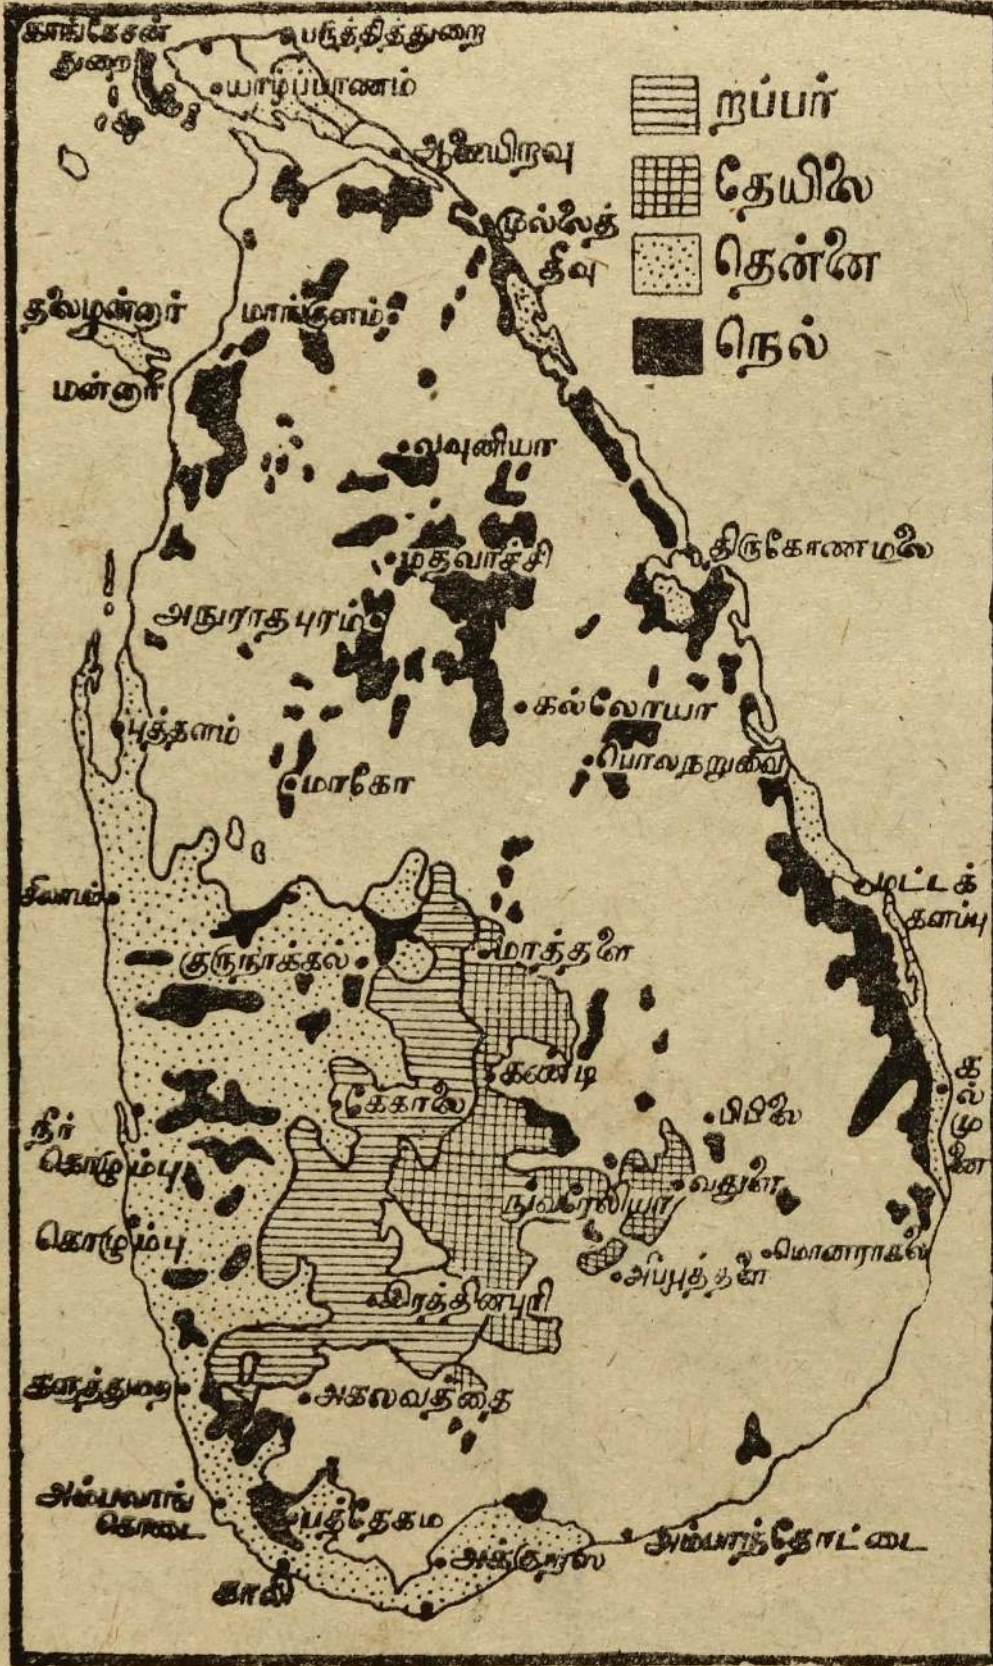 காங்கேசன்
துறை
பருத்தித்துறை
யாழ்ப்பாணம்
ஆனையிறவு
முல்லைத்
தீவு
றப்பர்
தேயிலை
தென்னை
நெல்
தலைமன்னார்
மன்னார்
மாங்குளம்
வவுனியா
மதவாச்சி
திருகோணமலை
அநுராதபுரம்
கல்லோயா
புத்தளம்
பொலநறுவை
மாகோ
சிலாபம்
மட்டக்
களப்பு
குருநாக்கல்
மாத்தளை
கண்டி
கேகாலை
கல்முனை
பிபிலை
நீர்
கொழும்பு
நுவரேலியா
வதுளை
கொழும்பு
மொனராகல
அப்புத்தளை
இரத்தினபுரி
களுத்துறை
அகலவத்தை
அம்பலாங்
கொடை
பத்தேகம
அக்குறஸ
அம்பாந்தோட்டை
காலி